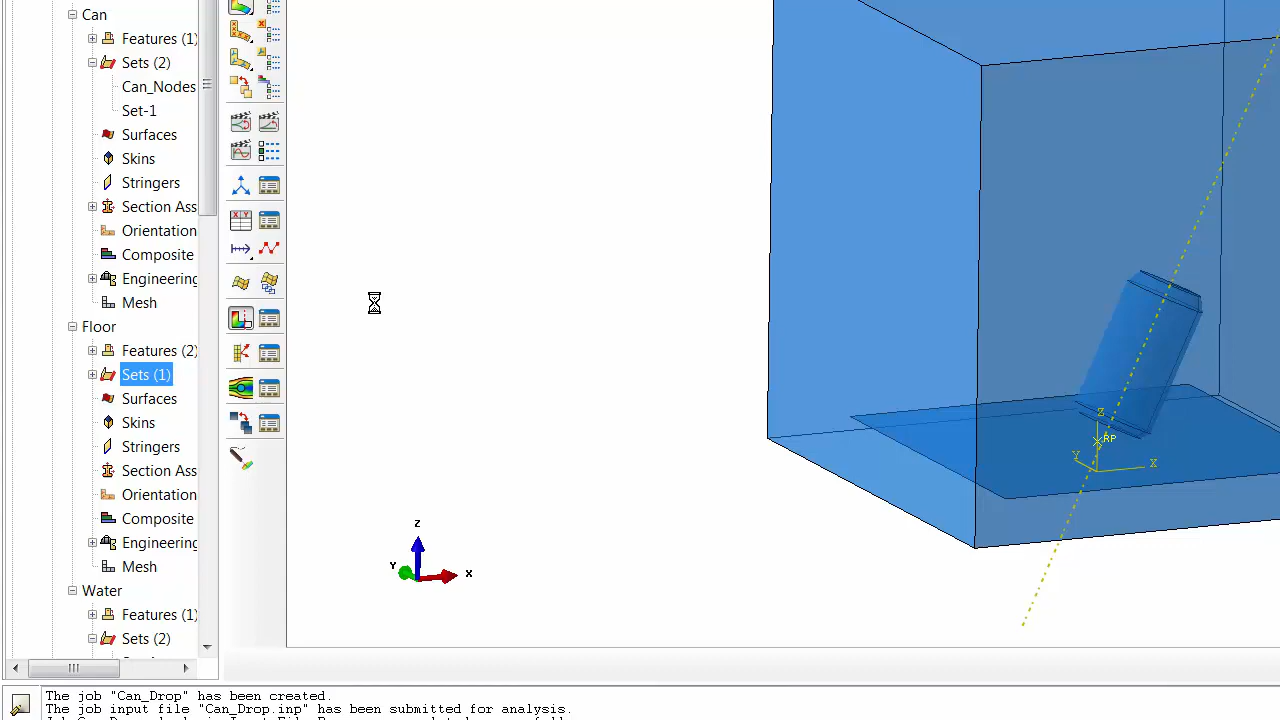 Can
Features (1)
Sets (2)
Can_Nodes
Set-1
Surfaces
Skins
Stringers
Section Ass
Orientation
Composite
Engineering
Mesh
Floor
Features (2)
Sets (1)
Surfaces
Skins
Stringers
Section Ass
Orientation
Composite
Engineering
Mesh
Water
Features (1)
Sets (2)
X Y
Z
RP
Y
X
Z
Y
X
The job "Can_Drop" has been created.
The job input file "Can_Drop.inp" has been submitted for analysis.